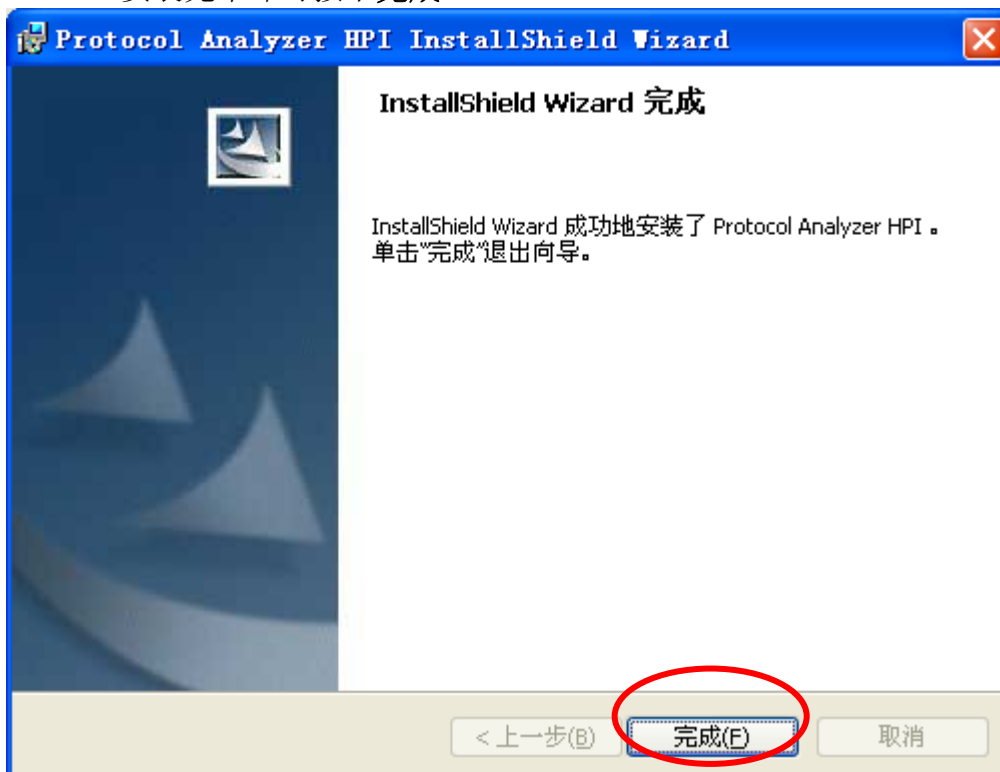 Protocol Analyzer HPI InstallShield Wizard
InstallShield Wizard 完成
InstallShield Wizard 成功地安装了 Protocol Analyzer HPI 。
单击"完成"退出向导。
<上一步(B)
完成(F)
取消